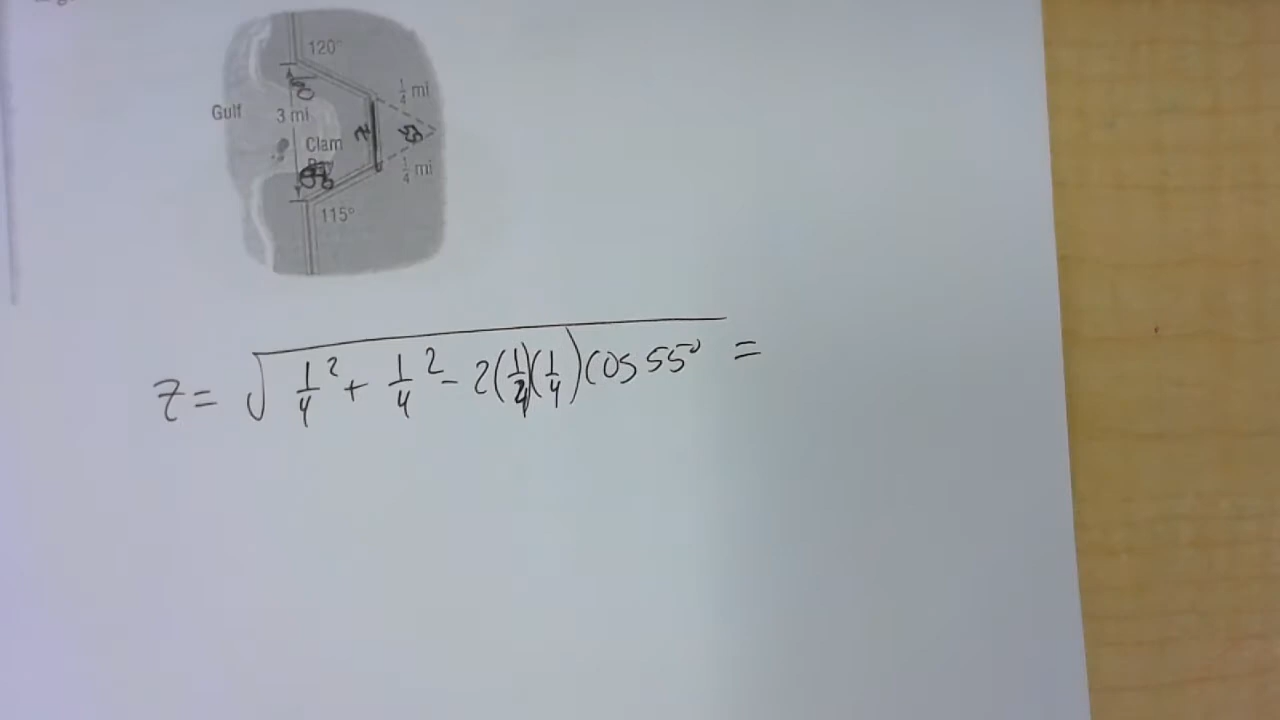 120°
1/4 mi
Gulf
3 mi
z
Clam
1/4 mi
115°
z = √(1/4² + 1/4² - 2(1/4)(1/4) cos 55° =